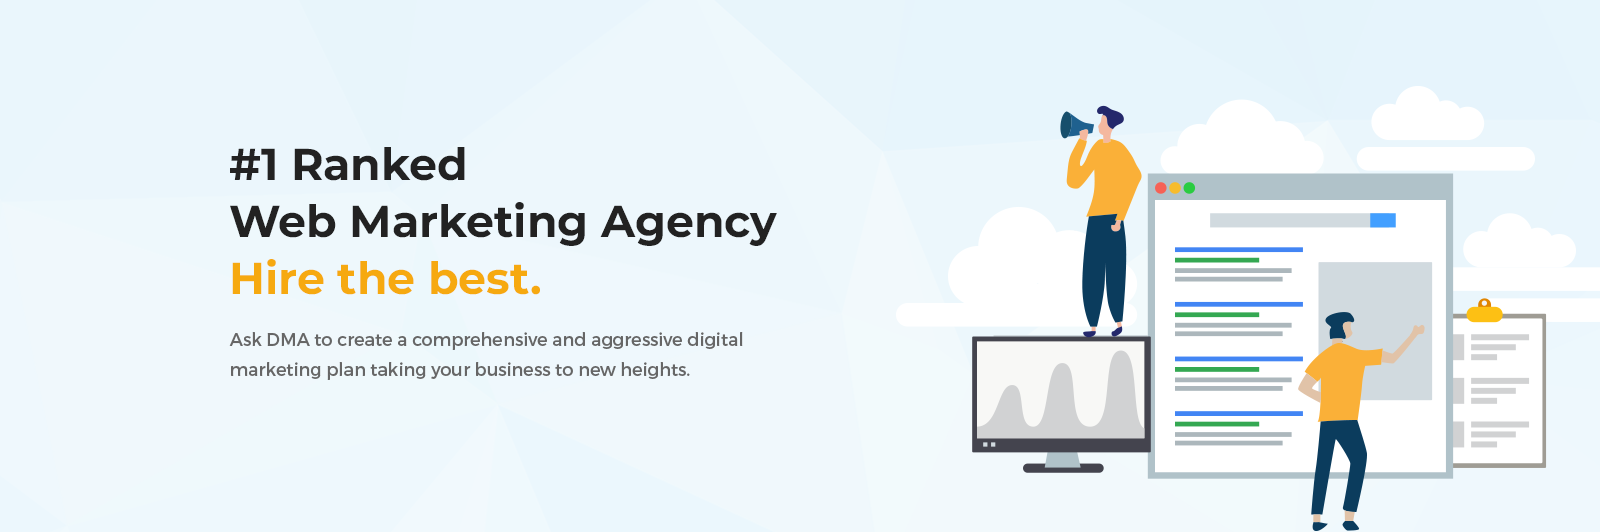 #1 Ranked
Web Marketing Agency
Hire the best.
Ask DMA to create a comprehensive and aggressive digital
marketing plan taking your business to new heights.